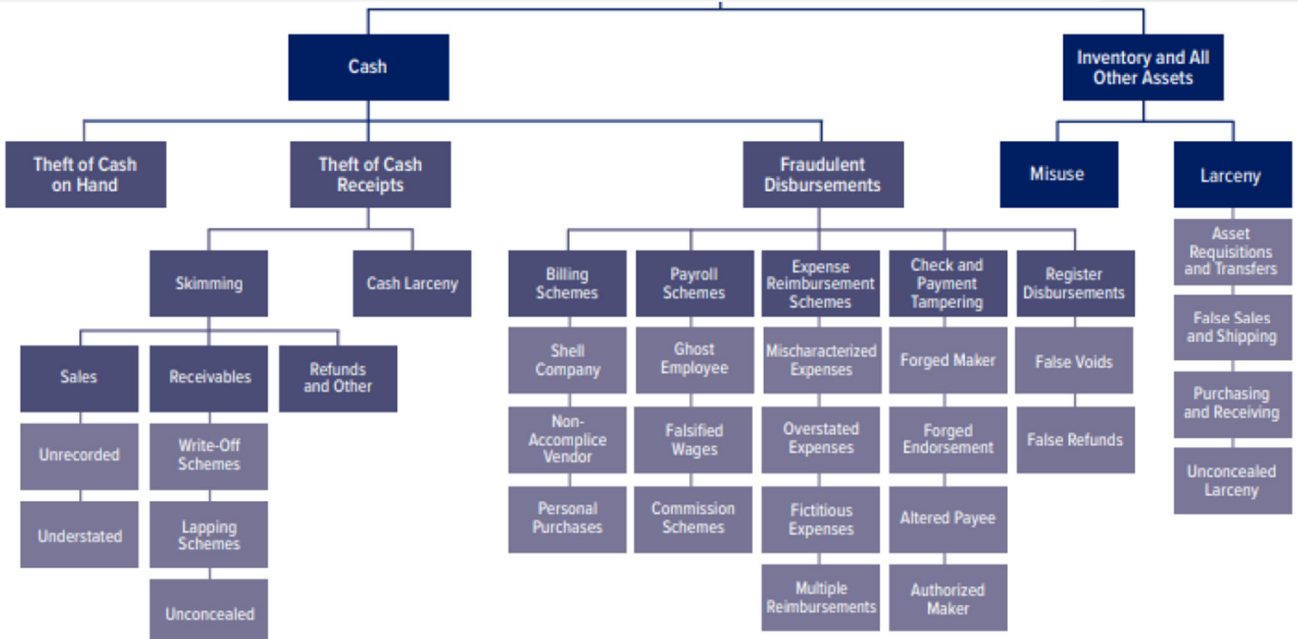 Cash
Inventory and All
Other Assets
Theft of Cash
on Hand
Theft of Cash
Receipts
Fraudulent
Disbursements
Misuse
Larceny
Skimming
Cash Larceny
Billing
Schemes
Payroll
Schemes
Expense
Reimbursement
Schemes
Check and
Payment
Tampering
Register
Disbursements
Asset
Requisitions
and Transfers
False Sales
and Shipping
Purchasing
and Receiving
Unconcealed
Larceny
Sales
Receivables
Refunds
and Other
Unrecorded
Understated
Write-Off
Schemes
Lapping
Schemes
Unconcealed
Shell
Company
Non-
Accomplice
Vendor
Personal
Purchases
Ghost
Employee
Falsified
Wages
Commission
Schemes
Mischaracterized
Expenses
Overstated
Expenses
Fictitious
Expenses
Multiple
Reimbursements
Forged Maker
Forged
Endorsement
Altered Payee
Authorized
Maker
False Voids
False Refunds